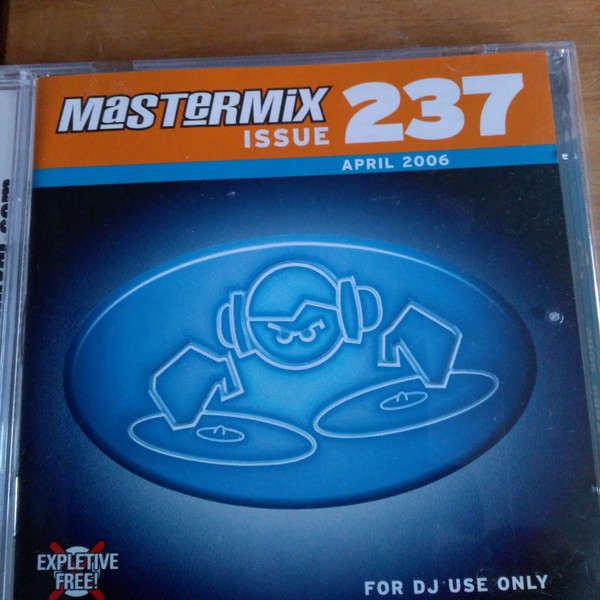 MaSTeRMiX
ISSUE 237
APRIL 2006
EXPLETIVE
FREE!
FOR DJ USE ONLY